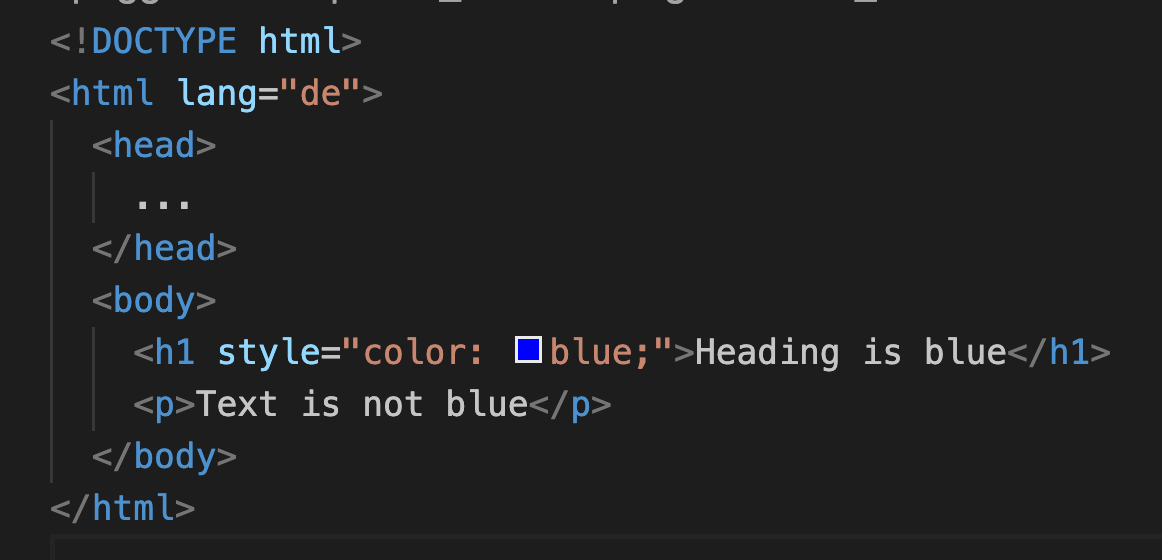 <!DOCTYPE html>
<html lang="de">
<head>
...
</head>
<body>
<h1 style="color: blue;">Heading is blue</h1>
<p>Text is not blue</p>
</body>
</html>